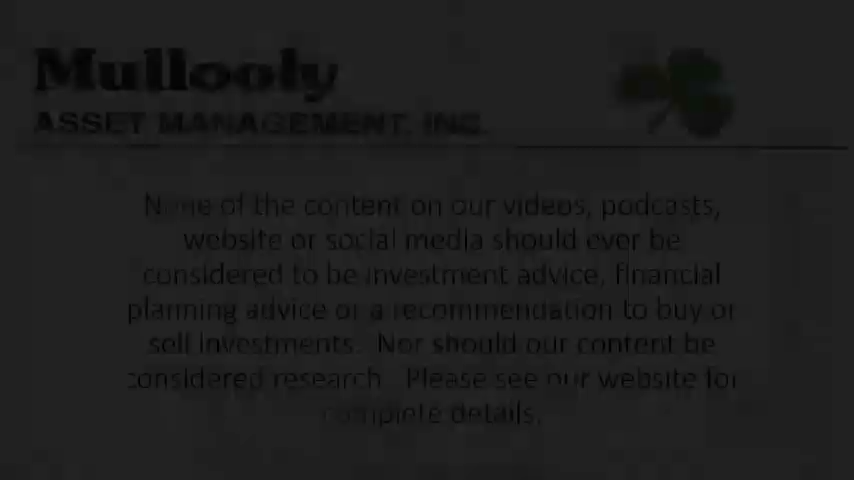 Mullooly
ASSET MANAGEMENT, INC.
None of the content on our videos, podcasts,
website or social media should ever be
considered to be investment advice, financial
planning advice or a recommendation to buy or
sell investments. Nor should our content be
considered research. Please see our website for
complete details.